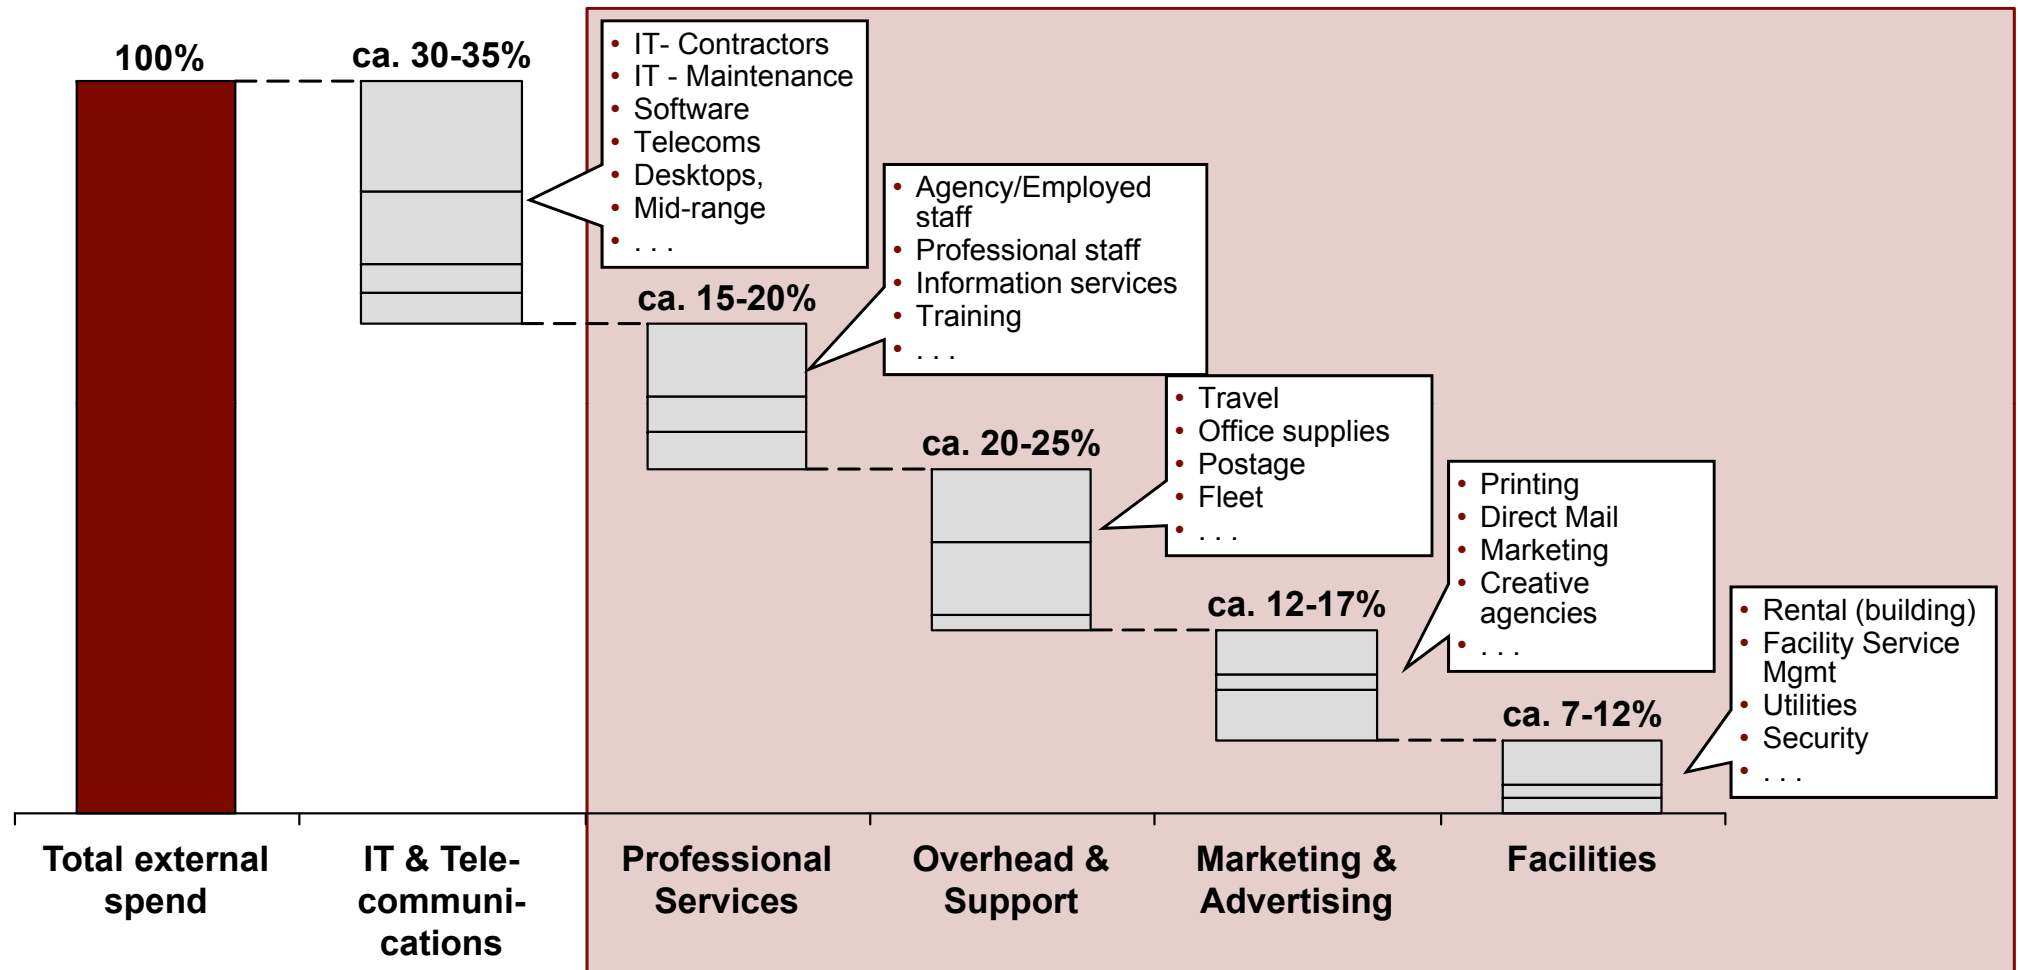 100%
ca. 30-35%
• IT- Contractors
• IT - Maintenance
• Software
• Telecoms
• Desktops,
• Mid-range
• . . .
ca. 15-20%
• Agency/Employed
staff
• Professional staff
• Information services
• Training
• . . .
ca. 20-25%
• Travel
• Office supplies
• Postage
• Fleet
• . . .
ca. 12-17%
• Printing
• Direct Mail
• Marketing
• Creative
agencies
• . . .
ca. 7-12%
• Rental (building)
• Facility Service
Mgmt
• Utilities
• Security
• . . .
Total external
spend
IT & Tele-
communi-
cations
Professional
Services
Overhead &
Support
Marketing &
Advertising
Facilities